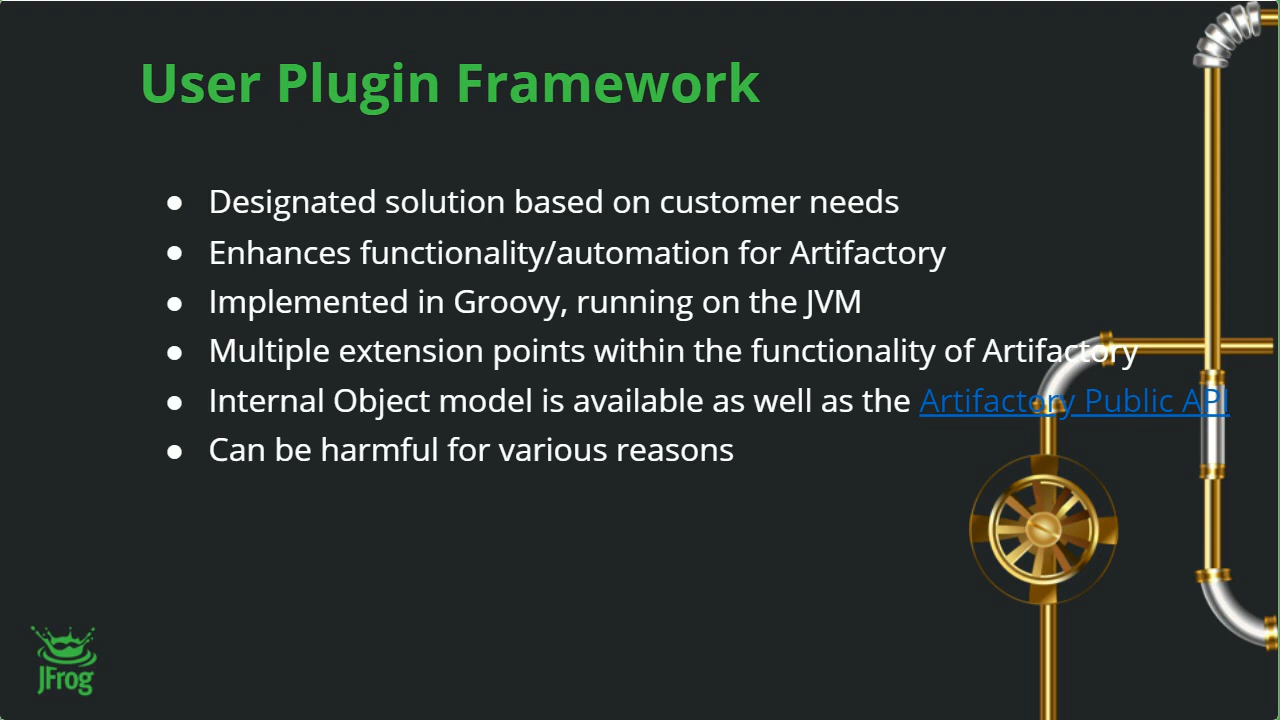 User Plugin Framework
● Designated solution based on customer needs
● Enhances functionality/automation for Artifactory
● Implemented in Groovy, running on the JVM
● Multiple extension points within the functionality of Artifactory
● Internal Object model is available as well as the Artifactory Public API
● Can be harmful for various reasons
JFrog